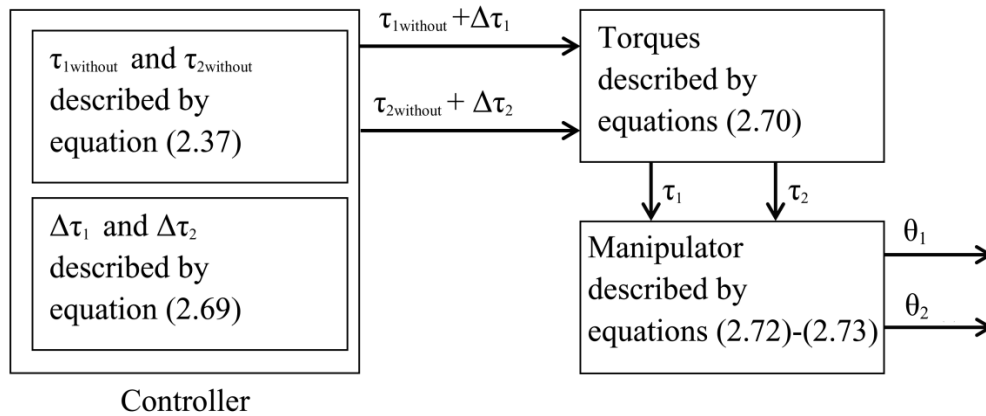 τ₁without and τ₂without
described by
equation (2.37)
Δτ₁ and Δτ₂
described by
equation (2.69)
Controller
τ₁without +Δτ₁
τ₂without + Δτ₂
Torques
described by
equations (2.70)
τ₁
τ₂
Manipulator
described by
equations (2.72)-(2.73)
θ₁
θ₂